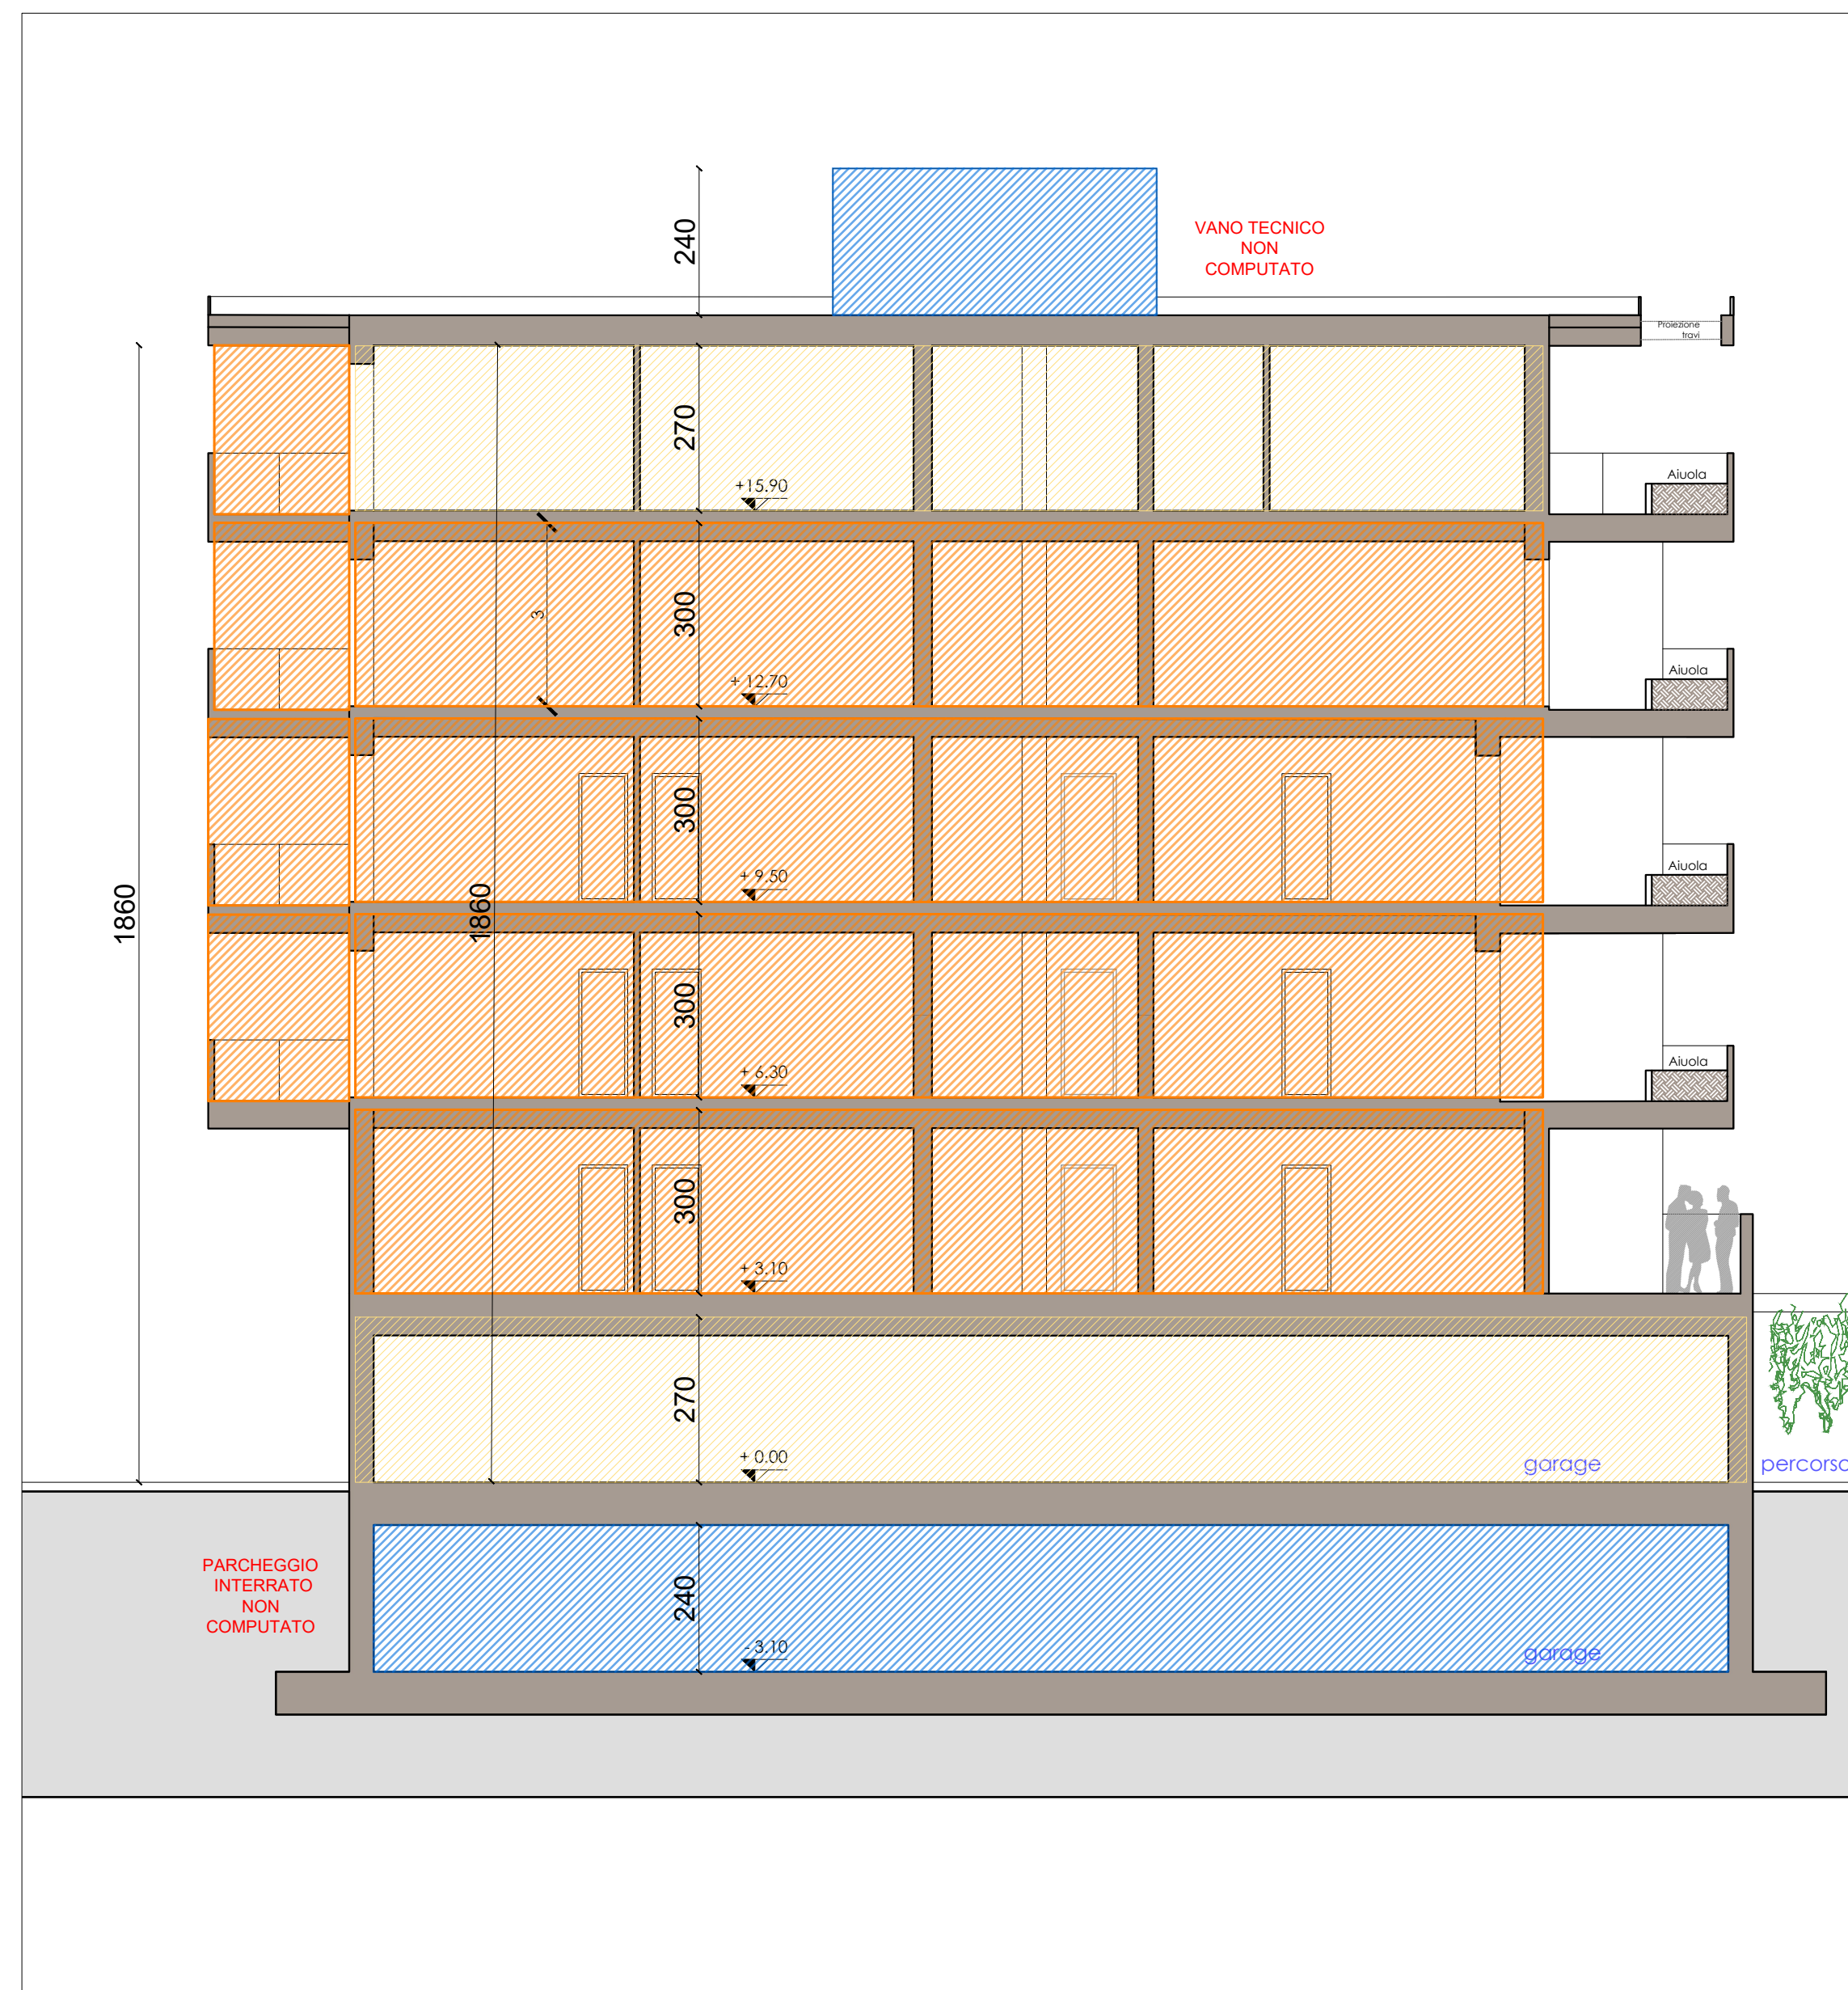 240
VANO TECNICO
NON
COMPUTATO
Proiezione
travi
270
+15.90
Aiuola
3
300
+ 12.70
Aiuola
1860
1860
300
+ 9.50
Aiuola
300
+ 6.30
Aiuola
300
+ 3.10
270
+ 0.00
garage
percorso
PARCHEGGIO
INTERRATO
NON
COMPUTATO
240
- 3.10
garage